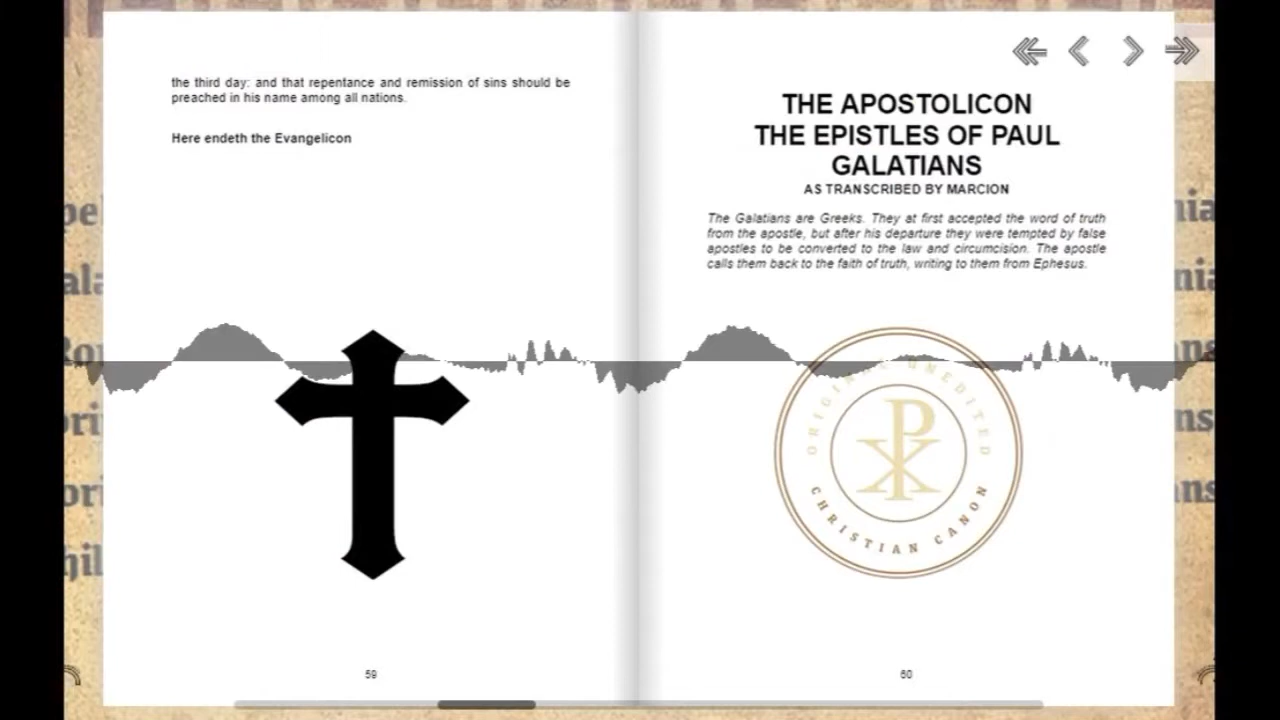 the third day: and that repentance and remission of sins should be
preached in his name among all nations.
Here endeth the Evangelicon
59
THE APOSTOLICON
THE EPISTLES OF PAUL
GALATIANS
AS TRANSCRIBED BY MARCION
The Galatians are Greeks. They at first accepted the word of truth
from the apostle, but after his departure they were tempted by false
apostles to be converted to the law and circumcision. The apostle
calls them back to the faith of truth, writing to them from Ephesus.
ORIGINAL UNEDITED
CHRISTIAN CANON
60